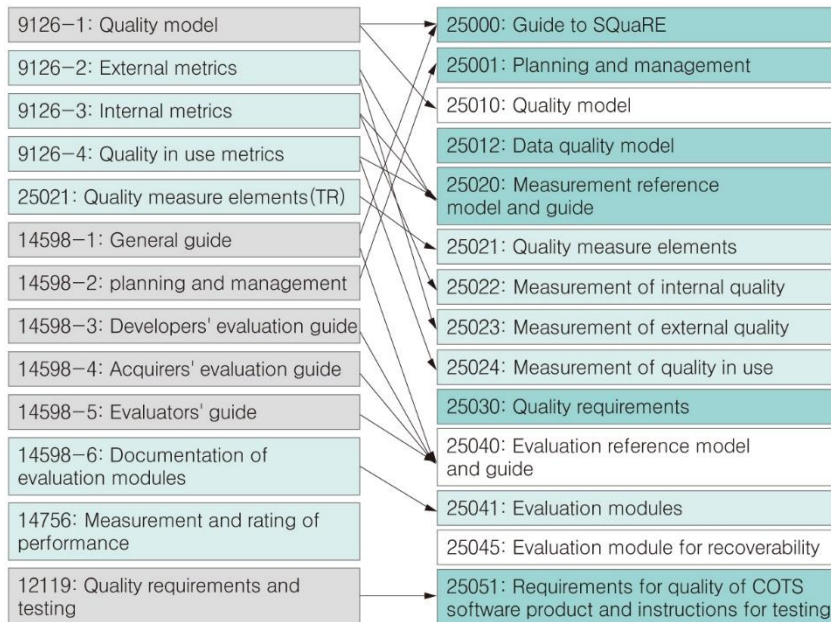 9126-1: Quality model
9126-2: External metrics
9126-3: Internal metrics
9126-4: Quality in use metrics
25021: Quality measure elements(TR)
14598-1: General guide
14598-2: planning and management
14598-3: Developers' evaluation guide
14598-4: Acquirers' evaluation guide
14598-5: Evaluators' guide
14598-6: Documentation of
evaluation modules
14756: Measurement and rating of
performance
12119: Quality requirements and
testing
25000: Guide to SQuaRE
25001: Planning and management
25010: Quality model
25012: Data quality model
25020: Measurement reference
model and guide
25021: Quality measure elements
25022: Measurement of internal quality
25023: Measurement of external quality
25024: Measurement of quality in use
25030: Quality requirements
25040: Evaluation reference model
and guide
25041: Evaluation modules
25045: Evaluation module for recoverability
25051: Requirements for quality of COTS
software product and instructions for testing